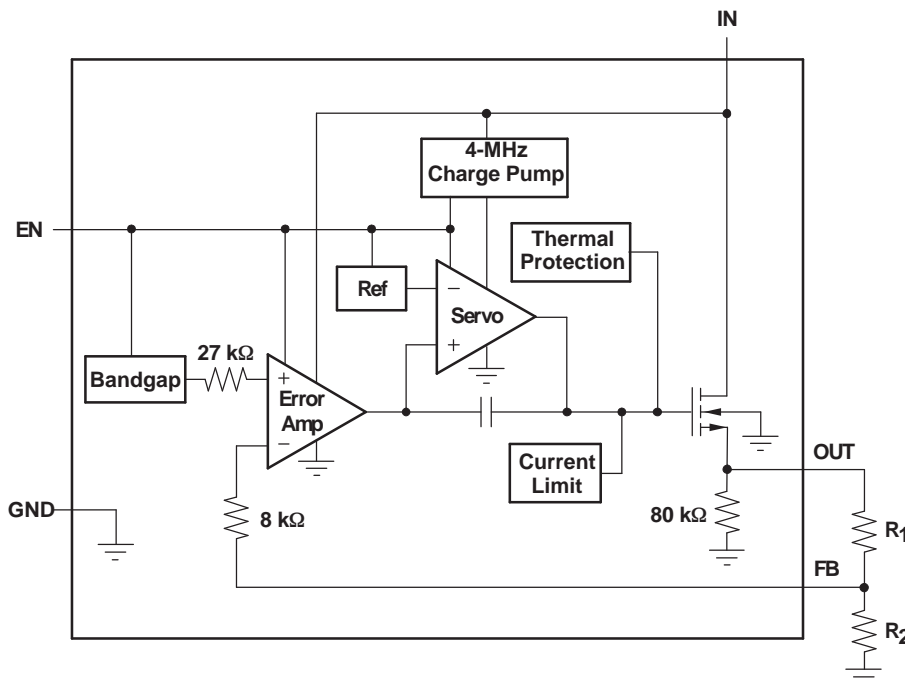 IN
4-MHz
Charge Pump
EN
Thermal
Protection
Ref
−
Servo
+
27 kΩ
Bandgap
+
Error
Amp
−
Current
Limit
OUT
GND
8 kΩ
80 kΩ
R1
FB
R2